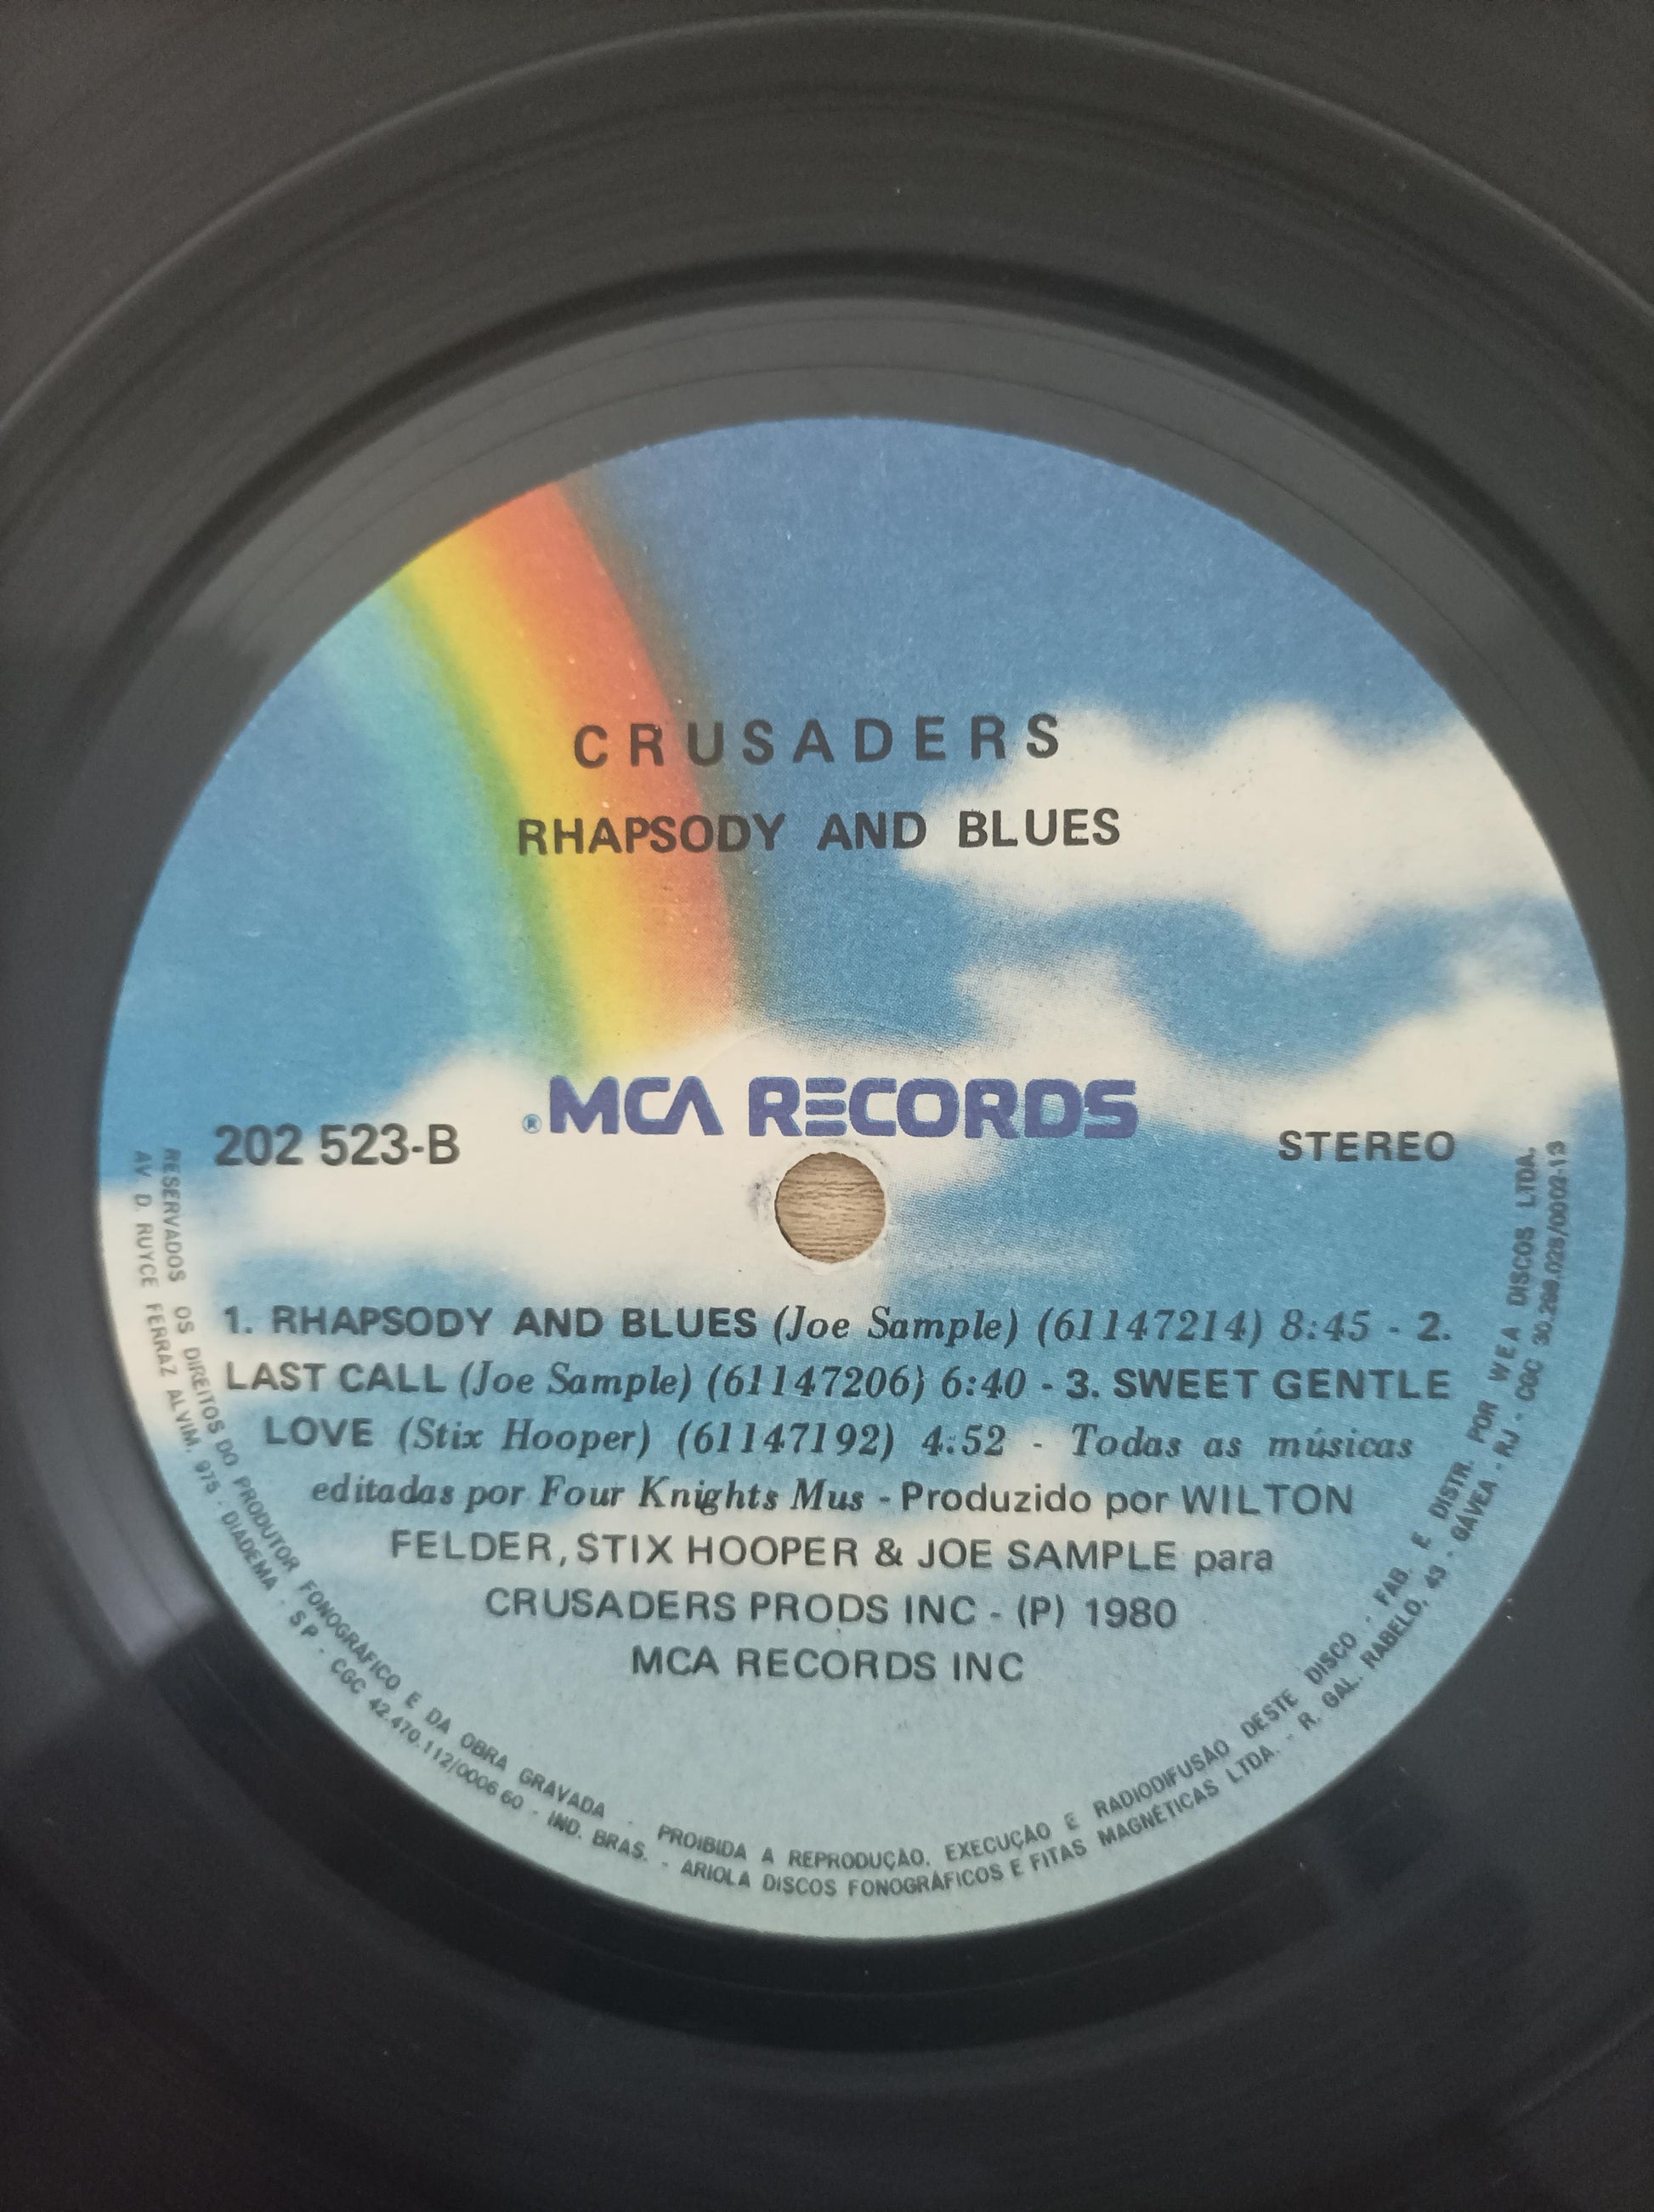 CRUSADERS
RHAPSODY AND BLUES
® MCA RECORDS
202 523-B
STEREO
1. RHAPSODY AND BLUES (Joe Sample) (61147214) 8:45 - 2.
LAST CALL (Joe Sample) (61147206) 6:40 - 3. SWEET GENTLE
LOVE (Stix Hooper) (61147192) 4:52 - Todas as músicas
editadas por Four Knights Mus - Produzido por WILTON
FELDER, STIX HOOPER & JOE SAMPLE para
CRUSADERS PRODS INC - (P) 1980
MCA RECORDS INC
RESERVADOS OS DIREITOS DO PRODUTOR FONOGRAFICO E DA OBRA GRAVADA - PROIBIDA A REPRODUÇAO, EXECUÇAO E RADIODIFUSÃO DESTE DISCO - FAB. E DISTR. POR WEA DISCOS LTDA.
AV D. RUYCE FERRAZ ALVIM, 975 - DIADEMA - SP - CGC 42.470.112/0006 60 - IND. BRAS. - ARIOLA DISCOS FONOGRÁFICOS E FITAS MAGNÉTICAS LTDA. - R. GAL. RABELO, 43 - GÁVEA - RJ - CGC 30.288.028/0002-13